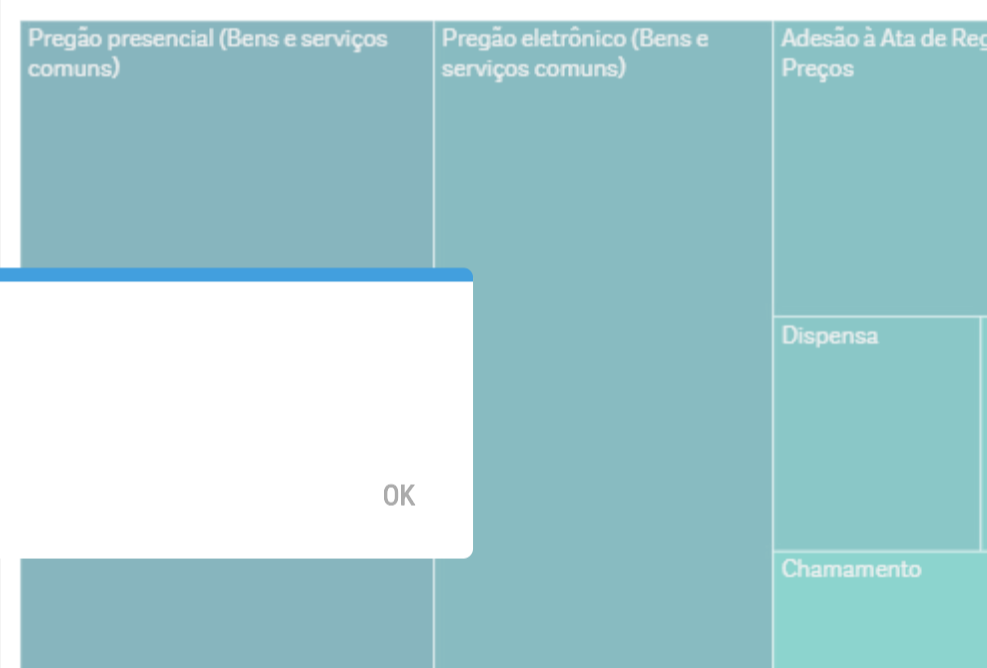 Pregão presencial (Bens e serviços
comuns)
Pregão eletrônico (Bens e
serviços comuns)
Adesão à Ata de
Preços
Dispensa
OK
Chamamento